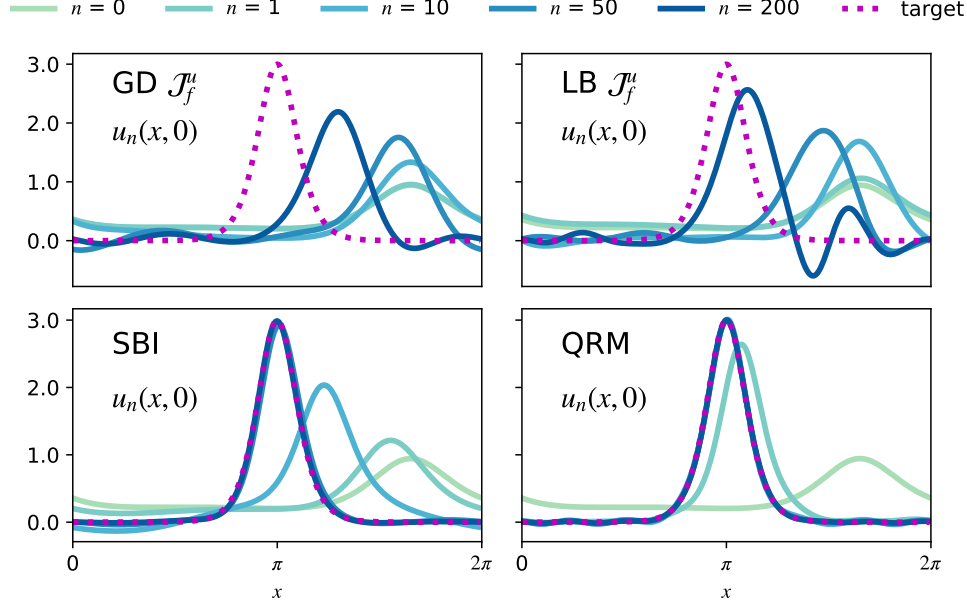 n = 0 n = 1 n = 10 n = 50 n = 200 target
3.0
2.0
1.0
0.0
GD 𝒥_f^u
u_n(x, 0)
LB 𝒥_f^u
u_n(x, 0)
3.0
2.0
1.0
0.0
SBI
u_n(x, 0)
QRM
u_n(x, 0)
0 π 2π
x
0 π 2π
x